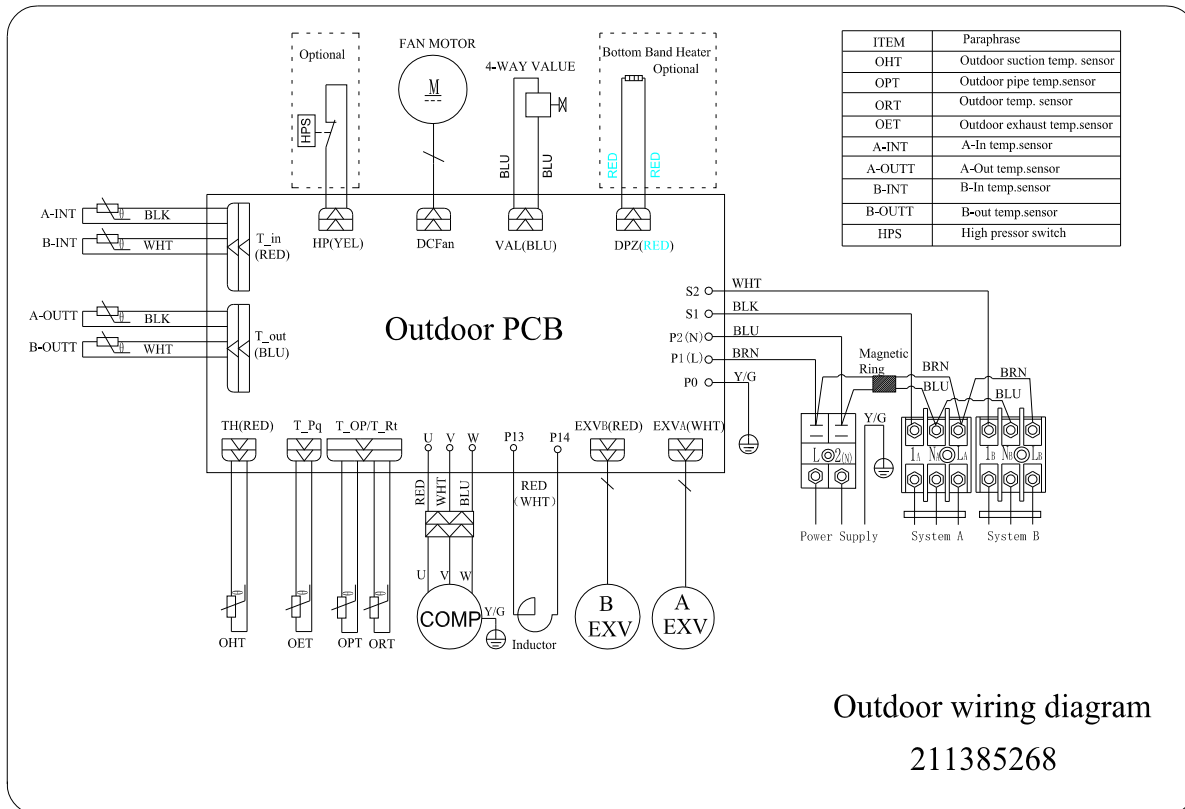 Optional
HPS
FAN MOTOR
M
4-WAY VALUE
BLU
BLU
Bottom Band Heater
Optional
RED
RED
ITEM Paraphrase
OHT Outdoor suction temp. sensor
OPT Outdoor pipe temp.sensor
ORT Outdoor temp. sensor
OET Outdoor exhaust temp.sensor
A-INT A-In temp.sensor
A-OUTT A-Out temp.sensor
B-INT B-In temp.sensor
B-OUTT B-out temp.sensor
HPS High pressor switch
A-INT BLK
B-INT WHT
T_in
(RED)
HP(YEL) DCFan VAL(BLU) DPZ(RED)
A-OUTT BLK
B-OUTT WHT
T_out
(BLU)
Outdoor PCB
S2 WHT
S1 BLK
P2(N) BLU
P1(L) BRN
P0 Y/G
Magnetic
Ring
BRN
BLU
BRN
BLU
Y/G
L 2(N)
1A NA LA
1B NB LB
Power Supply System A System B
TH(RED) T_Pq T_OP/T_Rt U V W P13 P14 EXVB(RED) EXVA(WHT)
RED
WHT
BLU
RED
(WHT)
U V W
COMP
Y/G
B
EXV
A
EXV
OHT OET OPT ORT Inductor
Outdoor wiring diagram
211385268